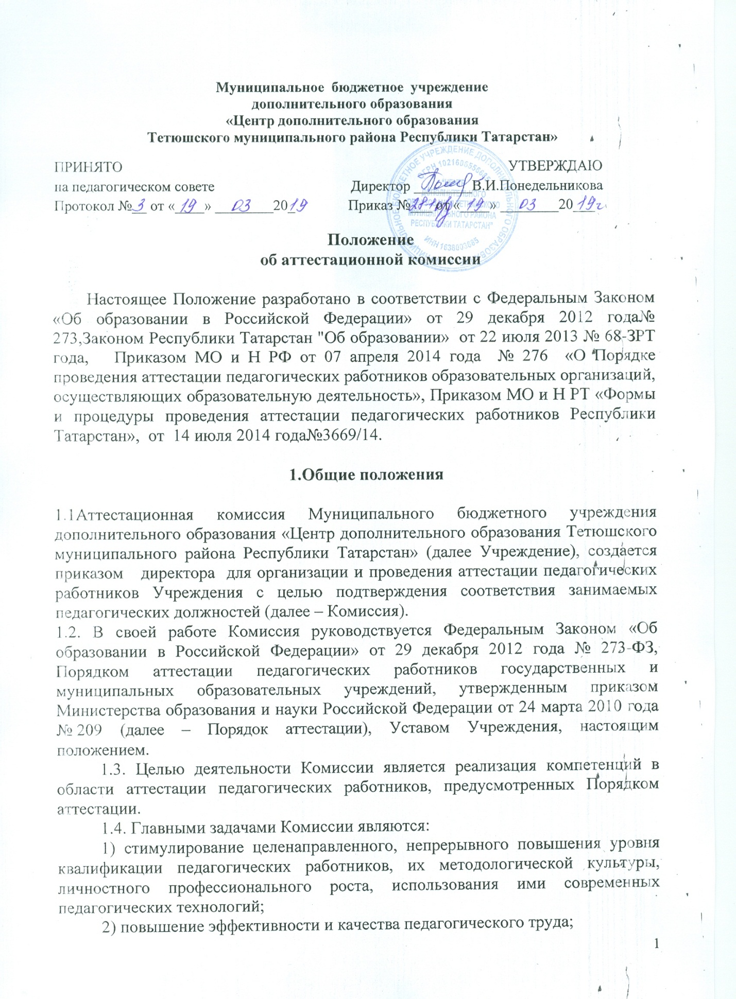 Муниципальное бюджетное учреждение
дополнительного образования
«Центр дополнительного образования
Тетюшского муниципального района Республики Татарстан»
ПРИНЯТО УТВЕРЖДАЮ
на педагогическом совете Директор ________В.И.Понедельникова
Протокол № 3 от «19» 03 2019 Приказ № от «19» 03 2019г
МУНИЦИПАЛЬНОЕ БЮДЖЕТНОЕ УЧРЕЖДЕНИЕ ДОПОЛНИТЕЛЬНОГО ОБРАЗОВАНИЯ
ДОПОЛНИТЕЛЬНОГО
МУНИЦИПАЛЬНОГО РАЙОНА
РЕСПУБЛИКИ ТАТАРСТАН"
ИНН 1638003685
Положение
об аттестационной комиссии
Настоящее Положение разработано в соответствии с Федеральным Законом
«Об образовании в Российской Федерации» от 29 декабря 2012 года№
273,Законом Республики Татарстан "Об образовании» от 22 июля 2013 № 68-ЗРТ
года, Приказом МО и Н РФ от 07 апреля 2014 года № 276 «О Порядке
проведения аттестации педагогических работников образовательных организаций,
осуществляющих образовательную деятельность», Приказом МО и Н РТ «Формы
и процедуры проведения аттестации педагогических работников Республики
Татарстан», от 14 июля 2014 года№3669/14.
1.Общие положения
1.1Аттестационная комиссия Муниципального бюджетного учреждения
дополнительного образования «Центр дополнительного образования Тетюшского
муниципального района Республики Татарстан» (далее Учреждение), создается
приказом директора для организации и проведения аттестации педагогических
работников Учреждения с целью подтверждения соответствия занимаемых
педагогических должностей (далее – Комиссия).
1.2. В своей работе Комиссия руководствуется Федеральным Законом «Об
образовании в Российской Федерации» от 29 декабря 2012 года № 273-ФЗ,
Порядком аттестации педагогических работников государственных и
муниципальных образовательных учреждений, утвержденным приказом
Министерства образования и науки Российской Федерации от 24 марта 2010 года
№ 209 (далее – Порядок аттестации), Уставом Учреждения, настоящим
положением.
1.3. Целью деятельности Комиссии является реализация компетенций в
области аттестации педагогических работников, предусмотренных Порядком
аттестации.
1.4. Главными задачами Комиссии являются:
1) стимулирование целенаправленного, непрерывного повышения уровня
квалификации педагогических работников, их методологической культуры,
личностного профессионального роста, использования ими современных
педагогических технологий;
2) повышение эффективности и качества педагогического труда;
1